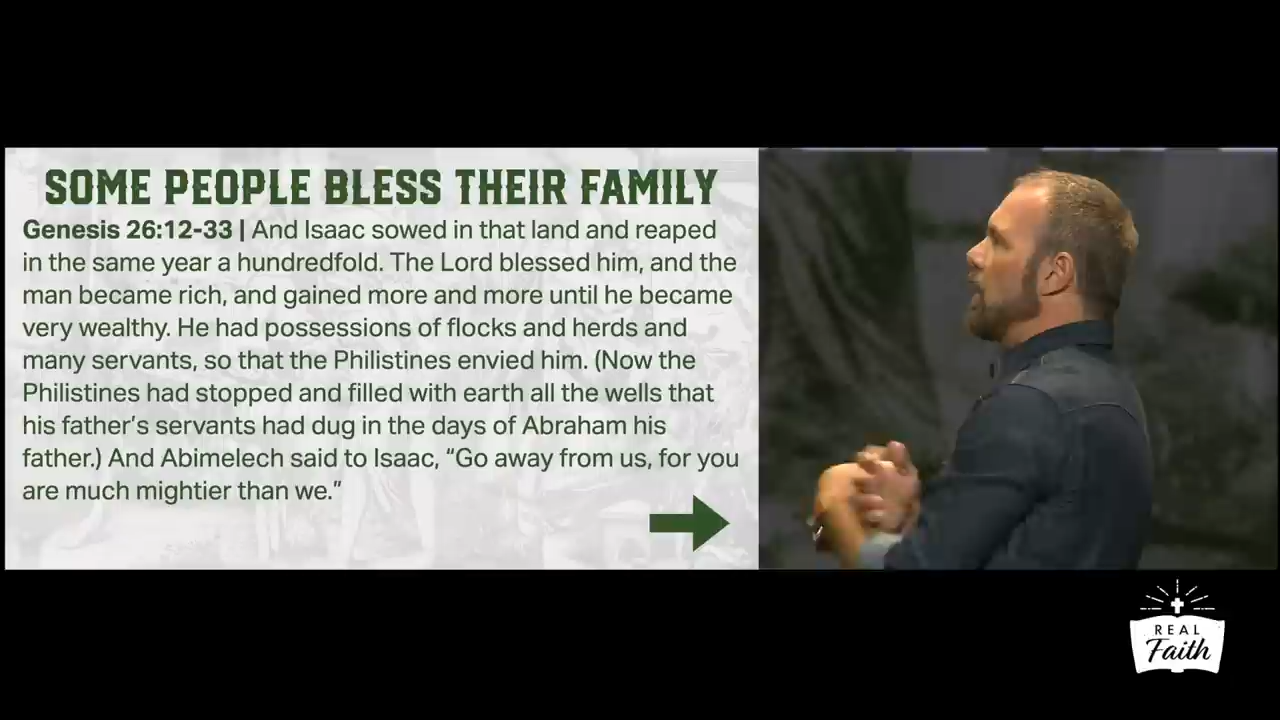 SOME PEOPLE BLESS THEIR FAMILY
Genesis 26:12-33 | And Isaac sowed in that land and reaped
in the same year a hundredfold. The Lord blessed him, and the
man became rich, and gained more and more until he became
very wealthy. He had possessions of flocks and herds and
many servants, so that the Philistines envied him. (Now the
Philistines had stopped and filled with earth all the wells that
his father’s servants had dug in the days of Abraham his
father.) And Abimelech said to Isaac, “Go away from us, for you
are much mightier than we.”
REAL
Faith